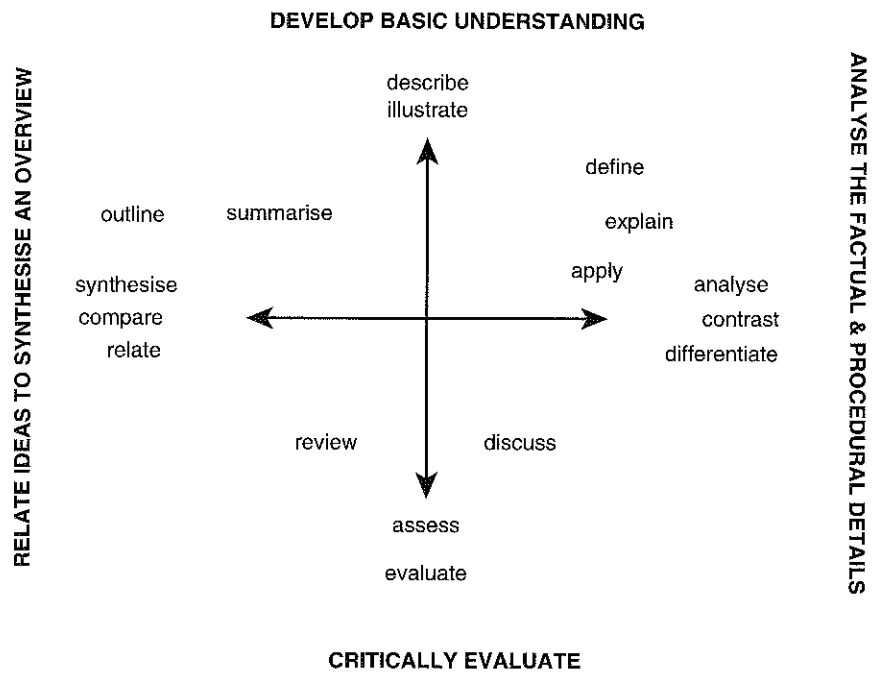 DEVELOP BASIC UNDERSTANDING
RELATE IDEAS TO SYNTHESISE AN OVERVIEW
ANALYSE THE FACTUAL & PROCEDURAL DETAILS
describe
illustrate
define
outline
summarise
explain
apply
synthesise
analyse
compare
contrast
relate
differentiate
review
discuss
assess
evaluate
CRITICALLY EVALUATE